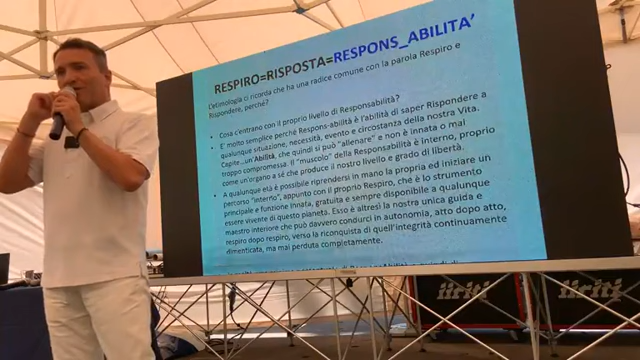 RESPIRO=RISPOSTA=RESPONS_ABILITA'
L'etimologia ci ricorda che ha una radice comune con la parola Respiro e
Rispondere, perché?
• Cosa c'entrano con il proprio livello di Responsabilità?
• E' molto semplice perché Respons-abilità è l'abilità di saper Rispondere a
qualunque situazione, necessità, evento e circostanza della nostra Vita.
Capite...un'Abilità, che quindi si può "allenare" e non è innata o mal
troppo compromessa. Il "muscolo" della Responsabilità è interno, proprio
come un'organo a sè che produce il nostro livello e grado di libertà.
• A qualunque età è possibile riprendersi in mano la propria ed iniziare un
percorso "interno", appunto con il proprio Respiro, che è lo strumento
principale e funzione innata, gratuita e sempre disponibile a qualunque
essere vivente di questo pianeta. Esso è altresì la nostra unica guida e
maestro interiore che può davvero condurci in autonomia, atto dopo atto,
respiro dopo respiro, verso la riconquista di quell'integrità continuamente
dimenticata, ma mai perduta completamente.